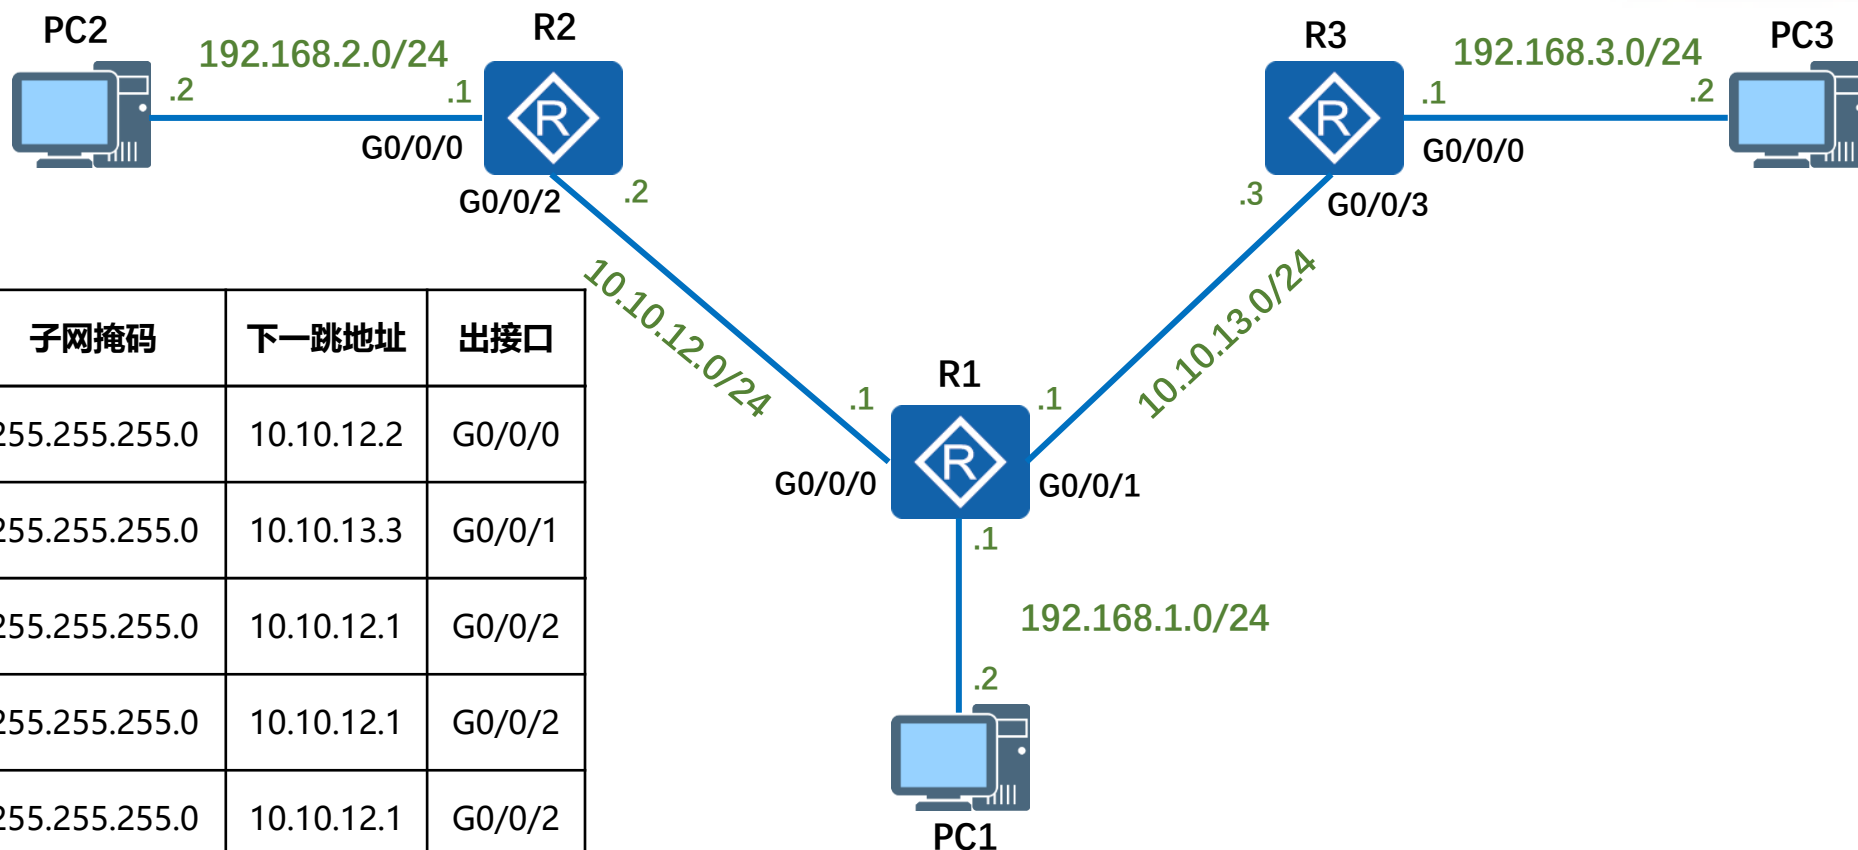 PC2
R2
R3
PC3
192.168.2.0/24
192.168.3.0/24
.2
.1
.1
.2
G0/0/0
G0/0/0
G0/0/2
.2
.3
G0/0/3
10.10.12.0/24
10.10.13.0/24
子网掩码 下一跳地址 出接口
255.255.255.0 10.10.12.2 G0/0/0
255.255.255.0 10.10.13.3 G0/0/1
255.255.255.0 10.10.12.1 G0/0/2
255.255.255.0 10.10.12.1 G0/0/2
255.255.255.0 10.10.12.1 G0/0/2
R1
.1
.1
G0/0/0
G0/0/1
.1
192.168.1.0/24
.2
PC1
R
R
R